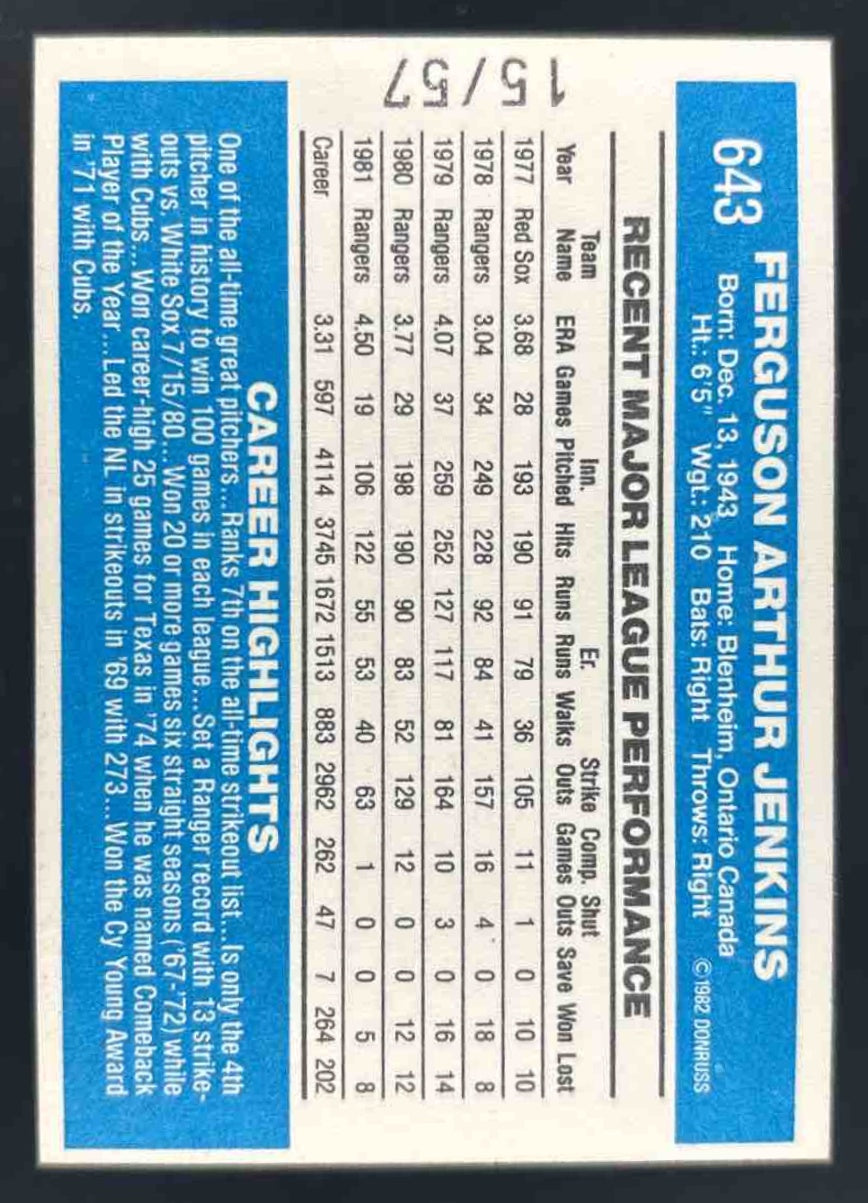 643 FERGUSON ARTHUR JENKINS
Born: Dec. 13, 1943 Home: Blenheim, Ontario Canada
Ht.: 6'5" Wgt.: 210 Bats: Right Throws: Right © 1982 DONRUSS
RECENT MAJOR LEAGUE PERFORMANCE
Team Inn. Er. Strike Comp. Shut
Year Name ERA Games Pitched Hits Runs Runs Walks Outs Games Outs Save Won Lost
1977 Red Sox 3.68 28 193 190 91 79 36 105 11 1 0 10 10
1978 Rangers 3.04 34 249 228 92 84 41 157 16 4 0 18 8
1979 Rangers 4.07 37 259 252 127 117 81 164 10 3 0 16 14
1980 Rangers 3.77 29 198 190 90 83 52 129 12 0 0 12 12
1981 Rangers 4.50 19 106 122 55 53 40 63 1 0 0 5 8
Career 3.31 597 4114 3745 1672 1513 883 2962 262 47 7 264 202
CAREER HIGHLIGHTS
One of the all-time great pitchers... Ranks 7th on the all-time strikeout list... Is only the 4th
pitcher in history to win 100 games in each league... Set a Ranger record with 13 strike-
outs vs. White Sox 7/15/80... Won 20 or more games six straight seasons ('67-'72) while
with Cubs... Won career-high 25 games for Texas in '74 when he was named Comeback
Player of the Year... Led the NL in strikeouts in '69 with 273... Won the Cy Young Award
in '71 with Cubs.
15/57